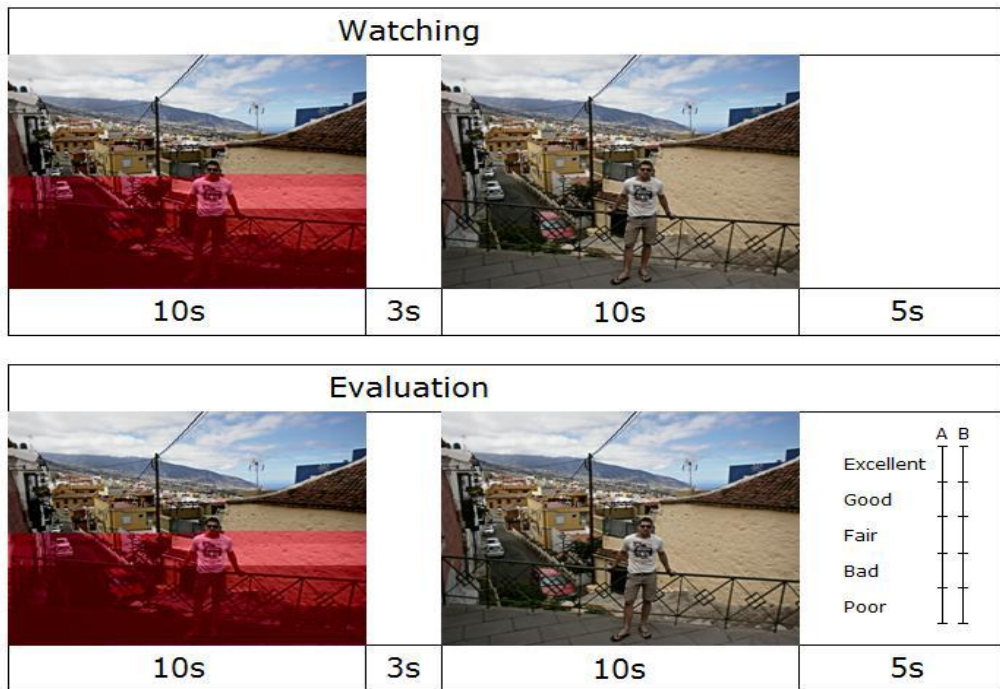 Watching
10s 3s 10s 5s
Evaluation
A B
Excellent
Good
Fair
Bad
Poor
10s 3s 10s 5s